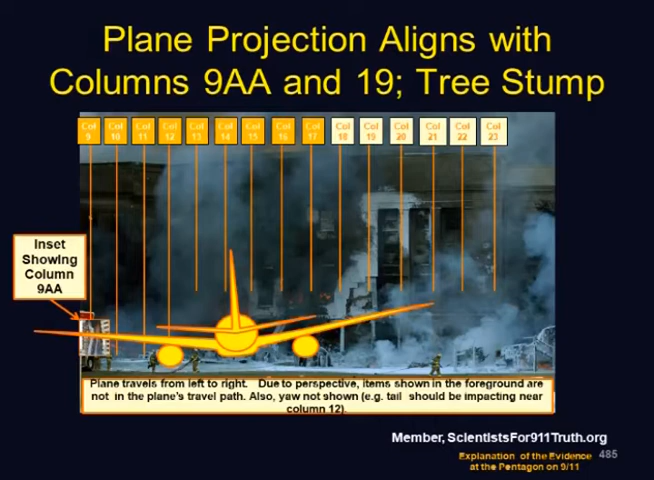 Plane Projection Aligns with
Columns 9AA and 19; Tree Stump
Col 9
Col 10
Col 11
Col 12
Col 13
Col 14
Col 15
Col 16
Col 17
Col 18
Col 19
Col 20
Col 21
Col 22
Col 23
Inset
Showing
Column
9AA
Plane travels from left to right. Due to perspective, items shown in the foreground are
not in the plane's travel path. Also, yaw not shown (e.g. tail should be impacting near
column 12).
Member, ScientistsFor911Truth.org
Explanation of the Evidence
at the Pentagon on 9/11
485